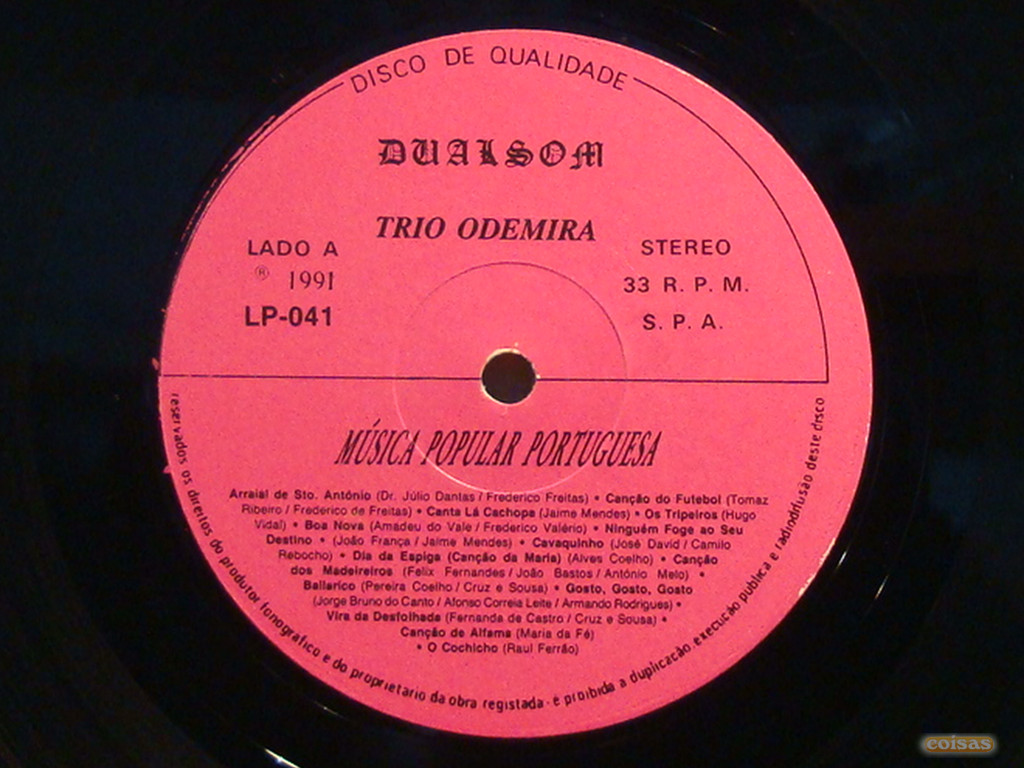 DISCO DE QUALIDADE
DUALSOM
TRIO ODEMIRA
LADO A
℗ 1991
LP-041
STEREO
33 R. P. M.
S. P. A.
MÚSICA POPULAR PORTUGUESA
Arraial de Sto. António (Dr. Júlio Dantas / Frederico Freitas) • Canção do Futebol (Tomaz
Ribeiro / Frederico de Freitas) • Canta Lá Cachopa (Jaime Mendes) • Os Tripeiros (Hugo
Vidal) • Boa Nova (Amadeu do Vale / Frederico Valério) • Ninguém Foge ao Seu
Destino • (João França / Jaime Mendes) • Cavaquinho (José David / Camilo
Rebocho) • Dia da Espiga (Canção da Maria) (Alves Coelho) • Canção
dos Madeireiros (Felix Fernandes / João Bastos / António Melo) •
Bailarico (Pereira Coelho / Cruz e Sousa) • Gosto, Gosto, Gosto
(Jorge Bruno do Canto / Afonso Correia Leite / Armando Rodrigues) •
Vira da Desfolhada (Fernanda de Castro / Cruz e Sousa) •
Canção de Alfama (Maria da Fé)
• O Cochicho (Raul Ferrão)
reservados os direitos do produtor fonografico e do proprietario da obra registada - é proibida a duplicação, execução publica e radiodifusão deste disco
coisas